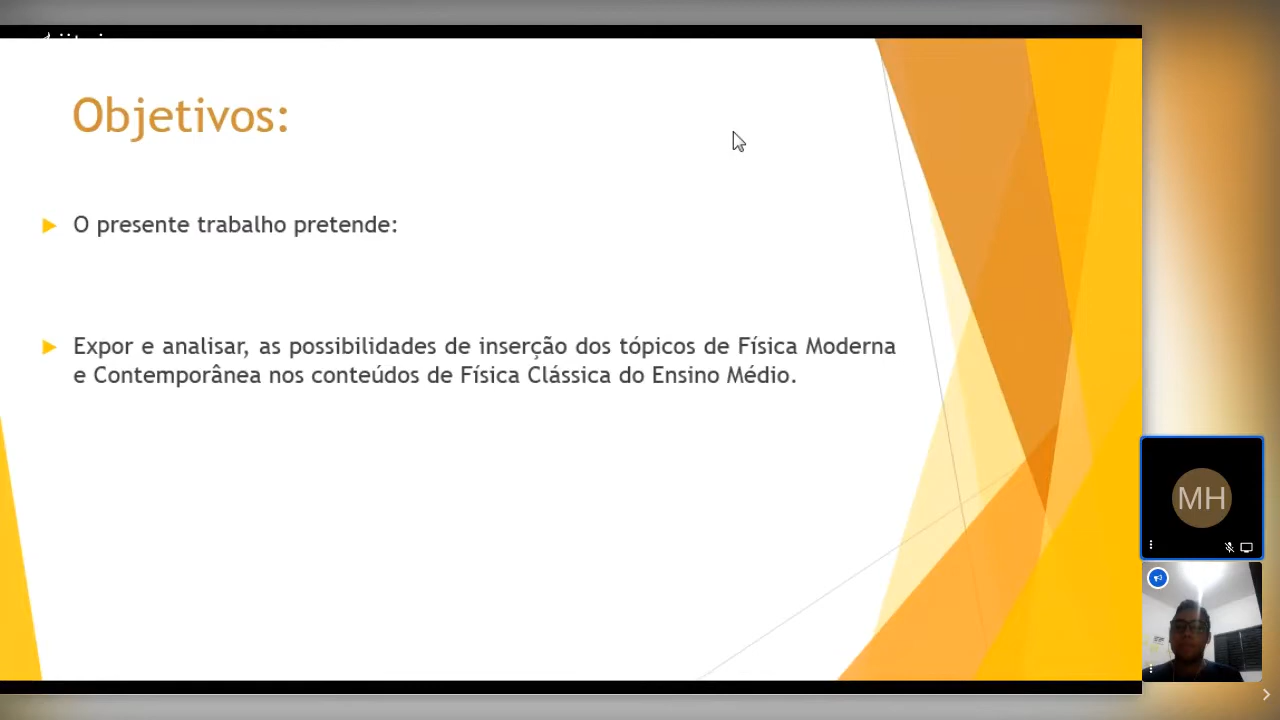 Objetivos:
O presente trabalho pretende:
Expor e analisar, as possibilidades de inserção dos tópicos de Física Moderna
e Contemporânea nos conteúdos de Física Clássica do Ensino Médio.
MH